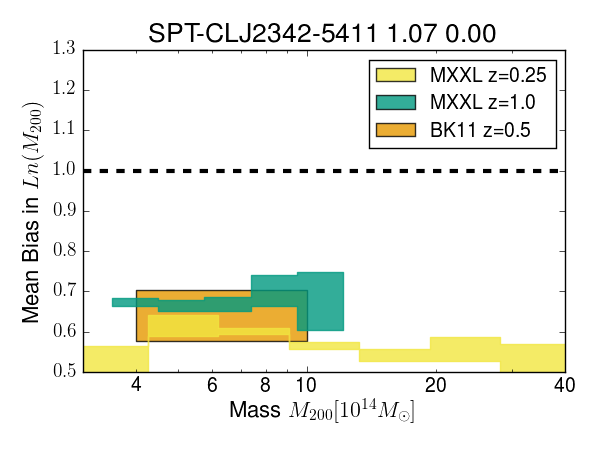 SPT-CLJ2342-5411 1.07 0.00
1.3
1.2
1.1
1.0
0.9
0.8
0.7
0.6
0.5
Mean Bias in Ln(M200)
MXXL z=0.25
MXXL z=1.0
BK11 z=0.5
4 6 8 10 20 40
Mass M200[10^14 M⊙]